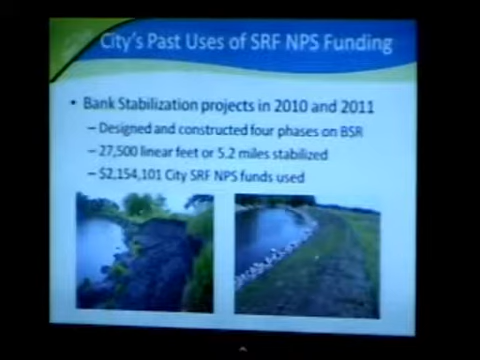 City's Past Uses of SRF NPS Funding
• Bank Stabilization projects in 2010 and 2011
– Designed and constructed four phases on BSR
– 27,500 linear feet or 5.2 miles stabilized
– $2,154,101 City SRF NPS funds used